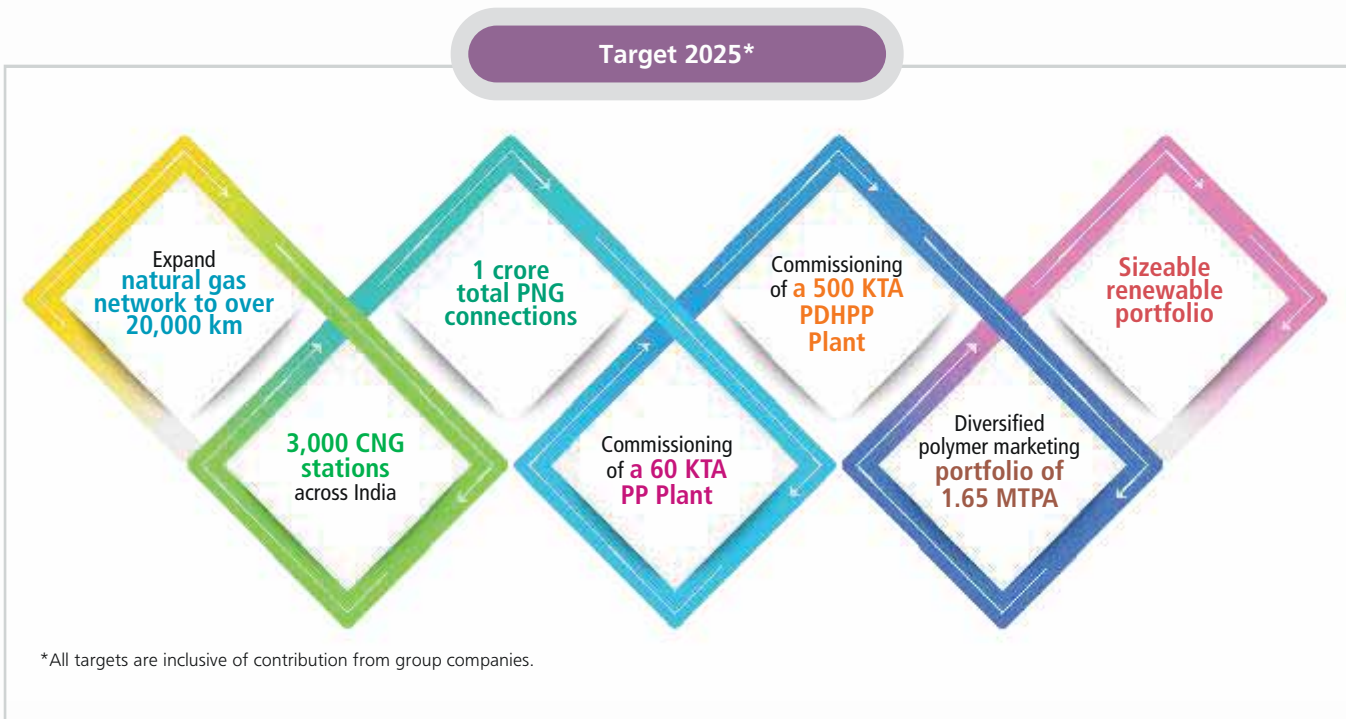 Target 2025*
Expand
natural gas
network to over
20,000 km
3,000 CNG
stations
across India
1 crore
total PNG
connections
Commissioning
of a 60 KTA
PP Plant
Commissioning
of a 500 KTA
PDHPP
Plant
Diversified
polymer marketing
portfolio of
1.65 MTPA
Sizeable
renewable
portfolio
*All targets are inclusive of contribution from group companies.